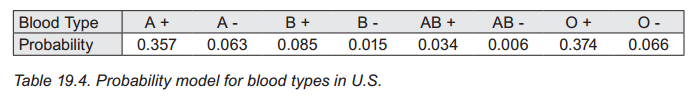 Blood Type A + A - B + B - AB + AB - O + O -
Probability 0.357 0.063 0.085 0.015 0.034 0.006 0.374 0.066
Table 19.4. Probability model for blood types in U.S.